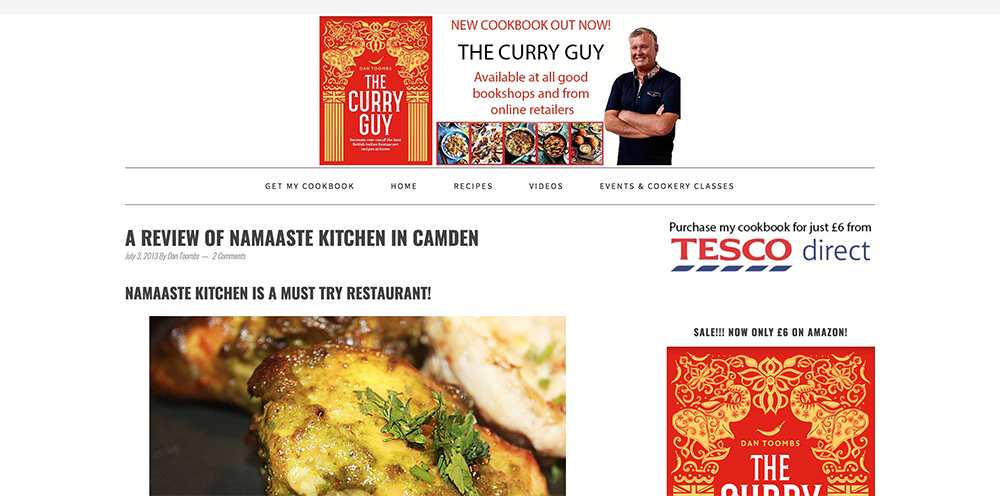 DAN TOOMBS
THE
CURRY
GUY
Recreate over 100 of the best
British Indian Restaurant
recipes at home
NEW COOKBOOK OUT NOW!
THE CURRY GUY
Available at all good
bookshops and from
online retailers
GET MY COOKBOOK
HOME
RECIPES
VIDEOS
EVENTS & COOKERY CLASSES
A REVIEW OF NAMAASTE KITCHEN IN CAMDEN
July 3, 2013 By Dan Toombs — 2 Comments
NAMAASTE KITCHEN IS A MUST TRY RESTAURANT!
Purchase my cookbook for just £6 from
TESCO direct
SALE!!! NOW ONLY £6 ON AMAZON!
DAN TOOMBS
THE
CURRY